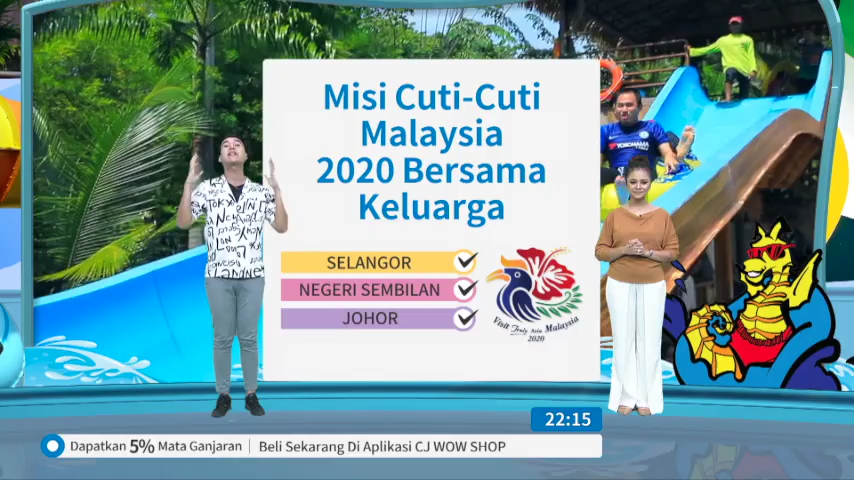 Misi Cuti-Cuti
Malaysia
2020 Bersama
Keluarga
SELANGOR
NEGERI SEMBILAN
JOHOR
Visit Truly Asia Malaysia
2020
YOKOHAMA
22:15
Dapatkan 5% Mata Ganjaran | Beli Sekarang Di Aplikasi CJ WOW SHOP